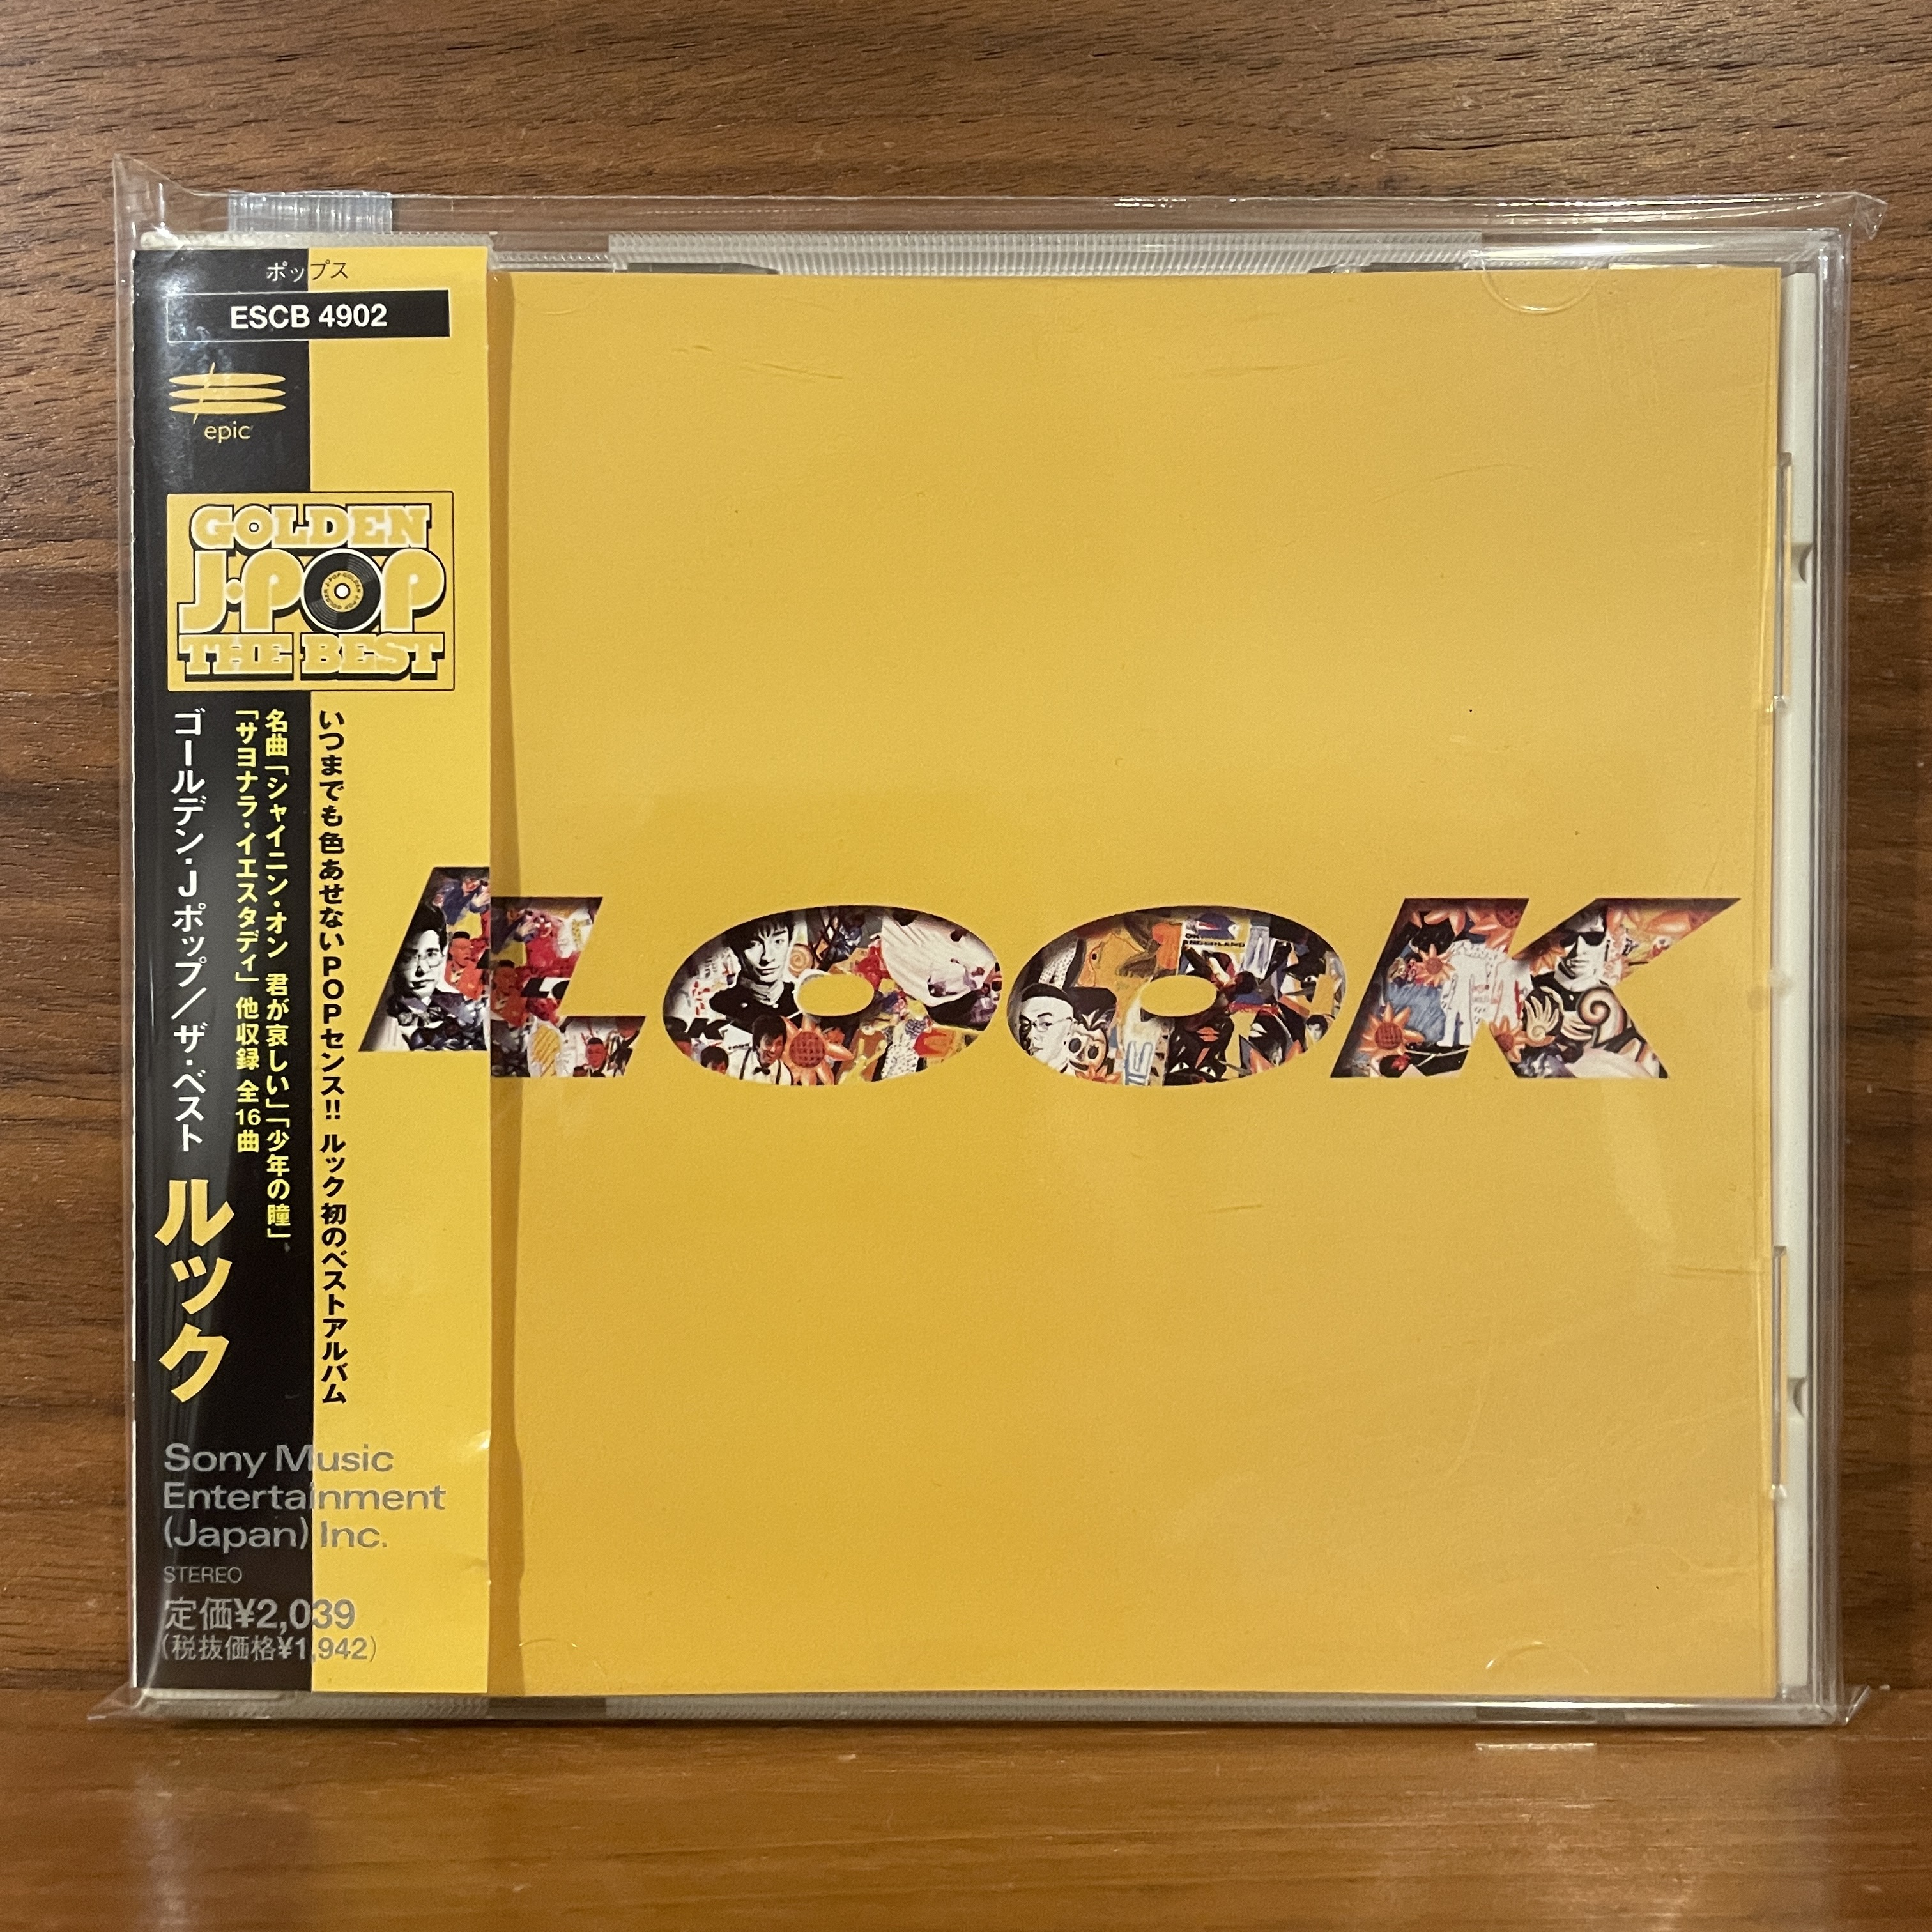 ポップス
ESCB 4902
epic
GOLDEN
J・POP
THE BEST
いつまでも色あせないPOPセンス!! ルック初のベストアルバム
名曲「シャイニン・オン 君が哀しい」「少年の瞳」
「サヨナラ・イエスタデイ」他収録 全16曲
ゴールデン・Jポップ／ザ・ベスト ルック
Sony Music
Entertainment
(Japan) Inc.
STEREO
定価¥2,039
(税抜価格¥1,942)
LOOK